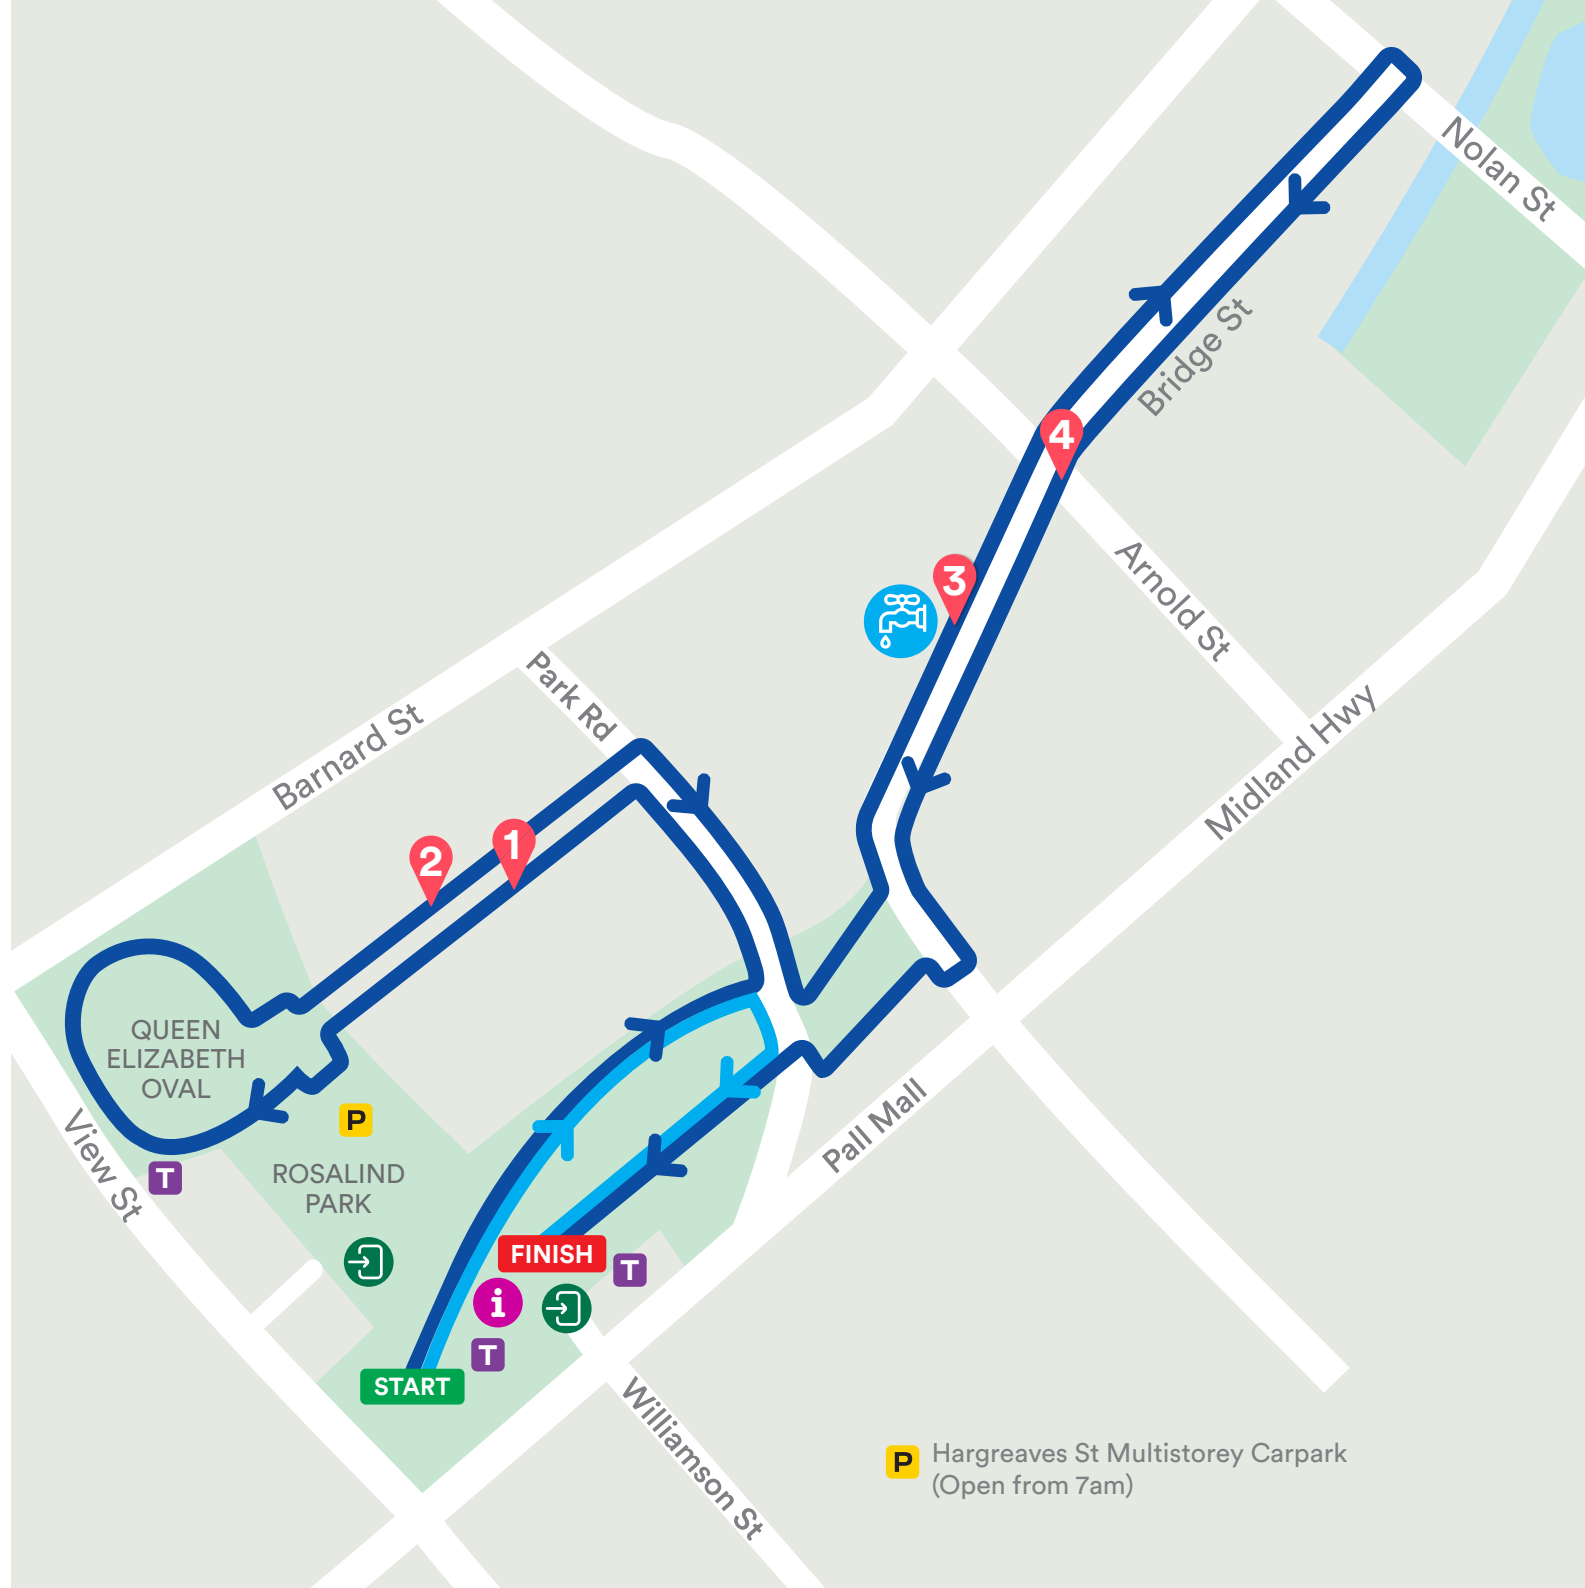 Nolan St
Bridge St
4
Arnold St
3
Park Rd
Barnard St
Midland Hwy
1
2
QUEEN
ELIZABETH
OVAL
P
View St
T
ROSALIND
PARK
Pall Mall
FINISH
T
i
T
START
Williamson St
P
Hargreaves St Multistorey Carpark
(Open from 7am)